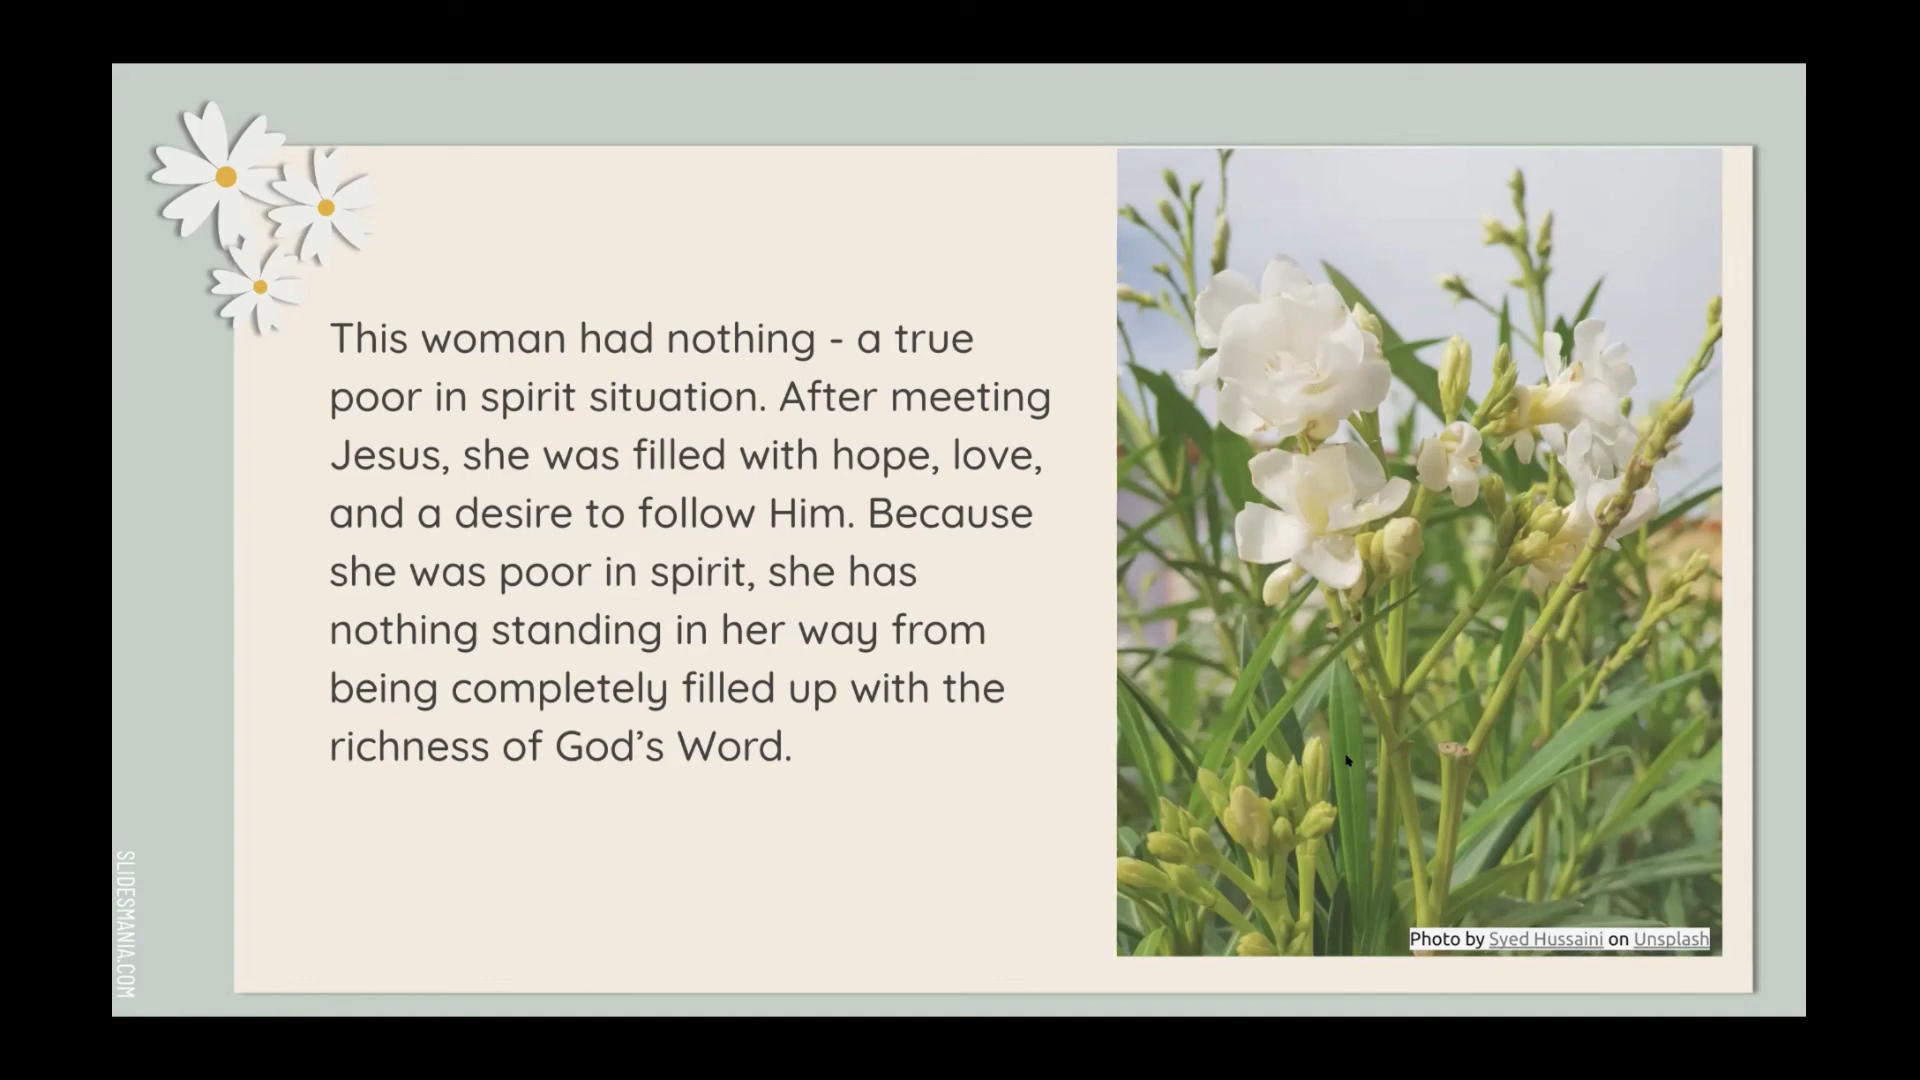 This woman had nothing - a true
poor in spirit situation. After meeting
Jesus, she was filled with hope, love,
and a desire to follow Him. Because
she was poor in spirit, she has
nothing standing in her way from
being completely filled up with the
richness of God’s Word.
Photo by Syed Hussaini on Unsplash
SLIDESMANIA.COM